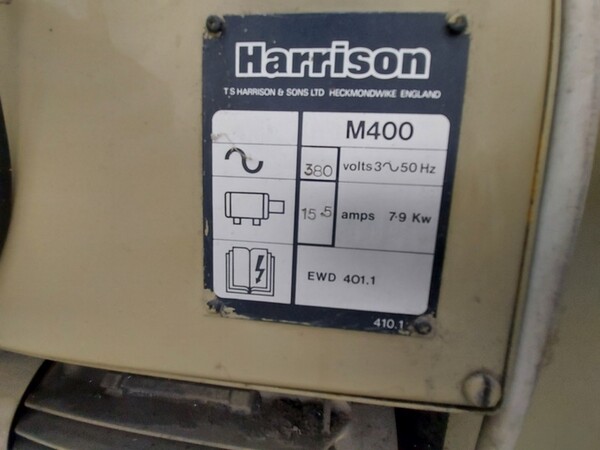 Harrison
T S HARRISON & SONS LTD HECKMONDWIKE ENGLAND
M400
380 volts 3∿50 Hz
15.5 amps 7·9 Kw
EWD 401.1
410.1